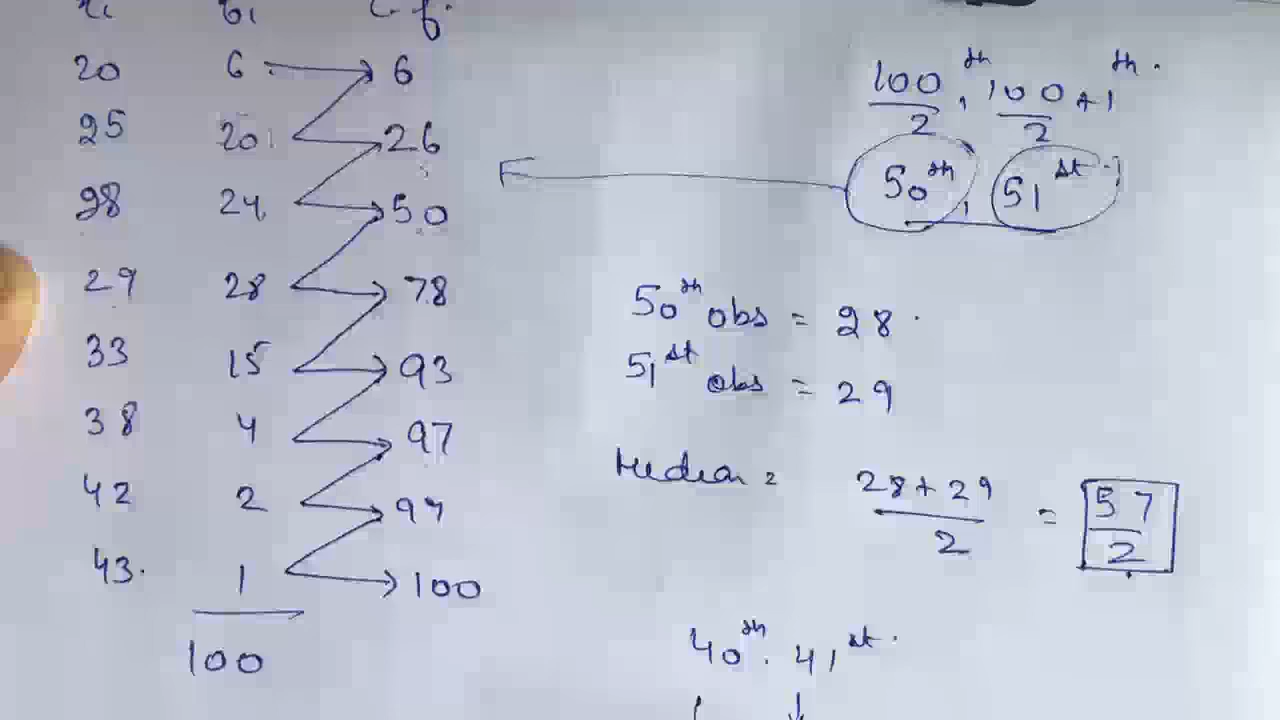 xi fi c.f.
20 6 6
25 20 26
28 24 50
29 28 78
33 15 93
38 4 97
42 2 99
43. 1 100
100
100/2 th, 100/2 +1 th.
50th, 51st
50th obs = 28.
51st obs = 29
Median = 28+29/2 = 57/2
40th, 41st.